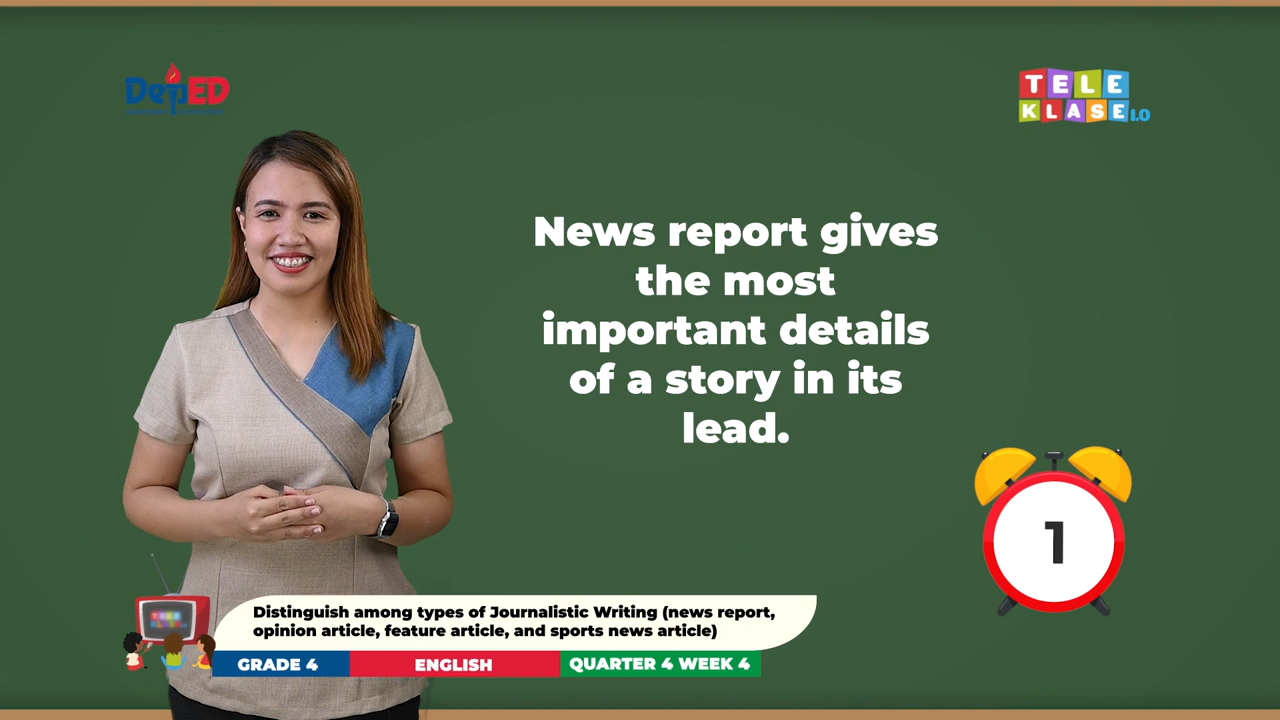 DepED
TELE
KLASE 1.0
News report gives
the most
important details
of a story in its
lead.
1
Distinguish among types of Journalistic Writing (news report,
opinion article, feature article, and sports news article)
GRADE 4
ENGLISH
QUARTER 4 WEEK 4